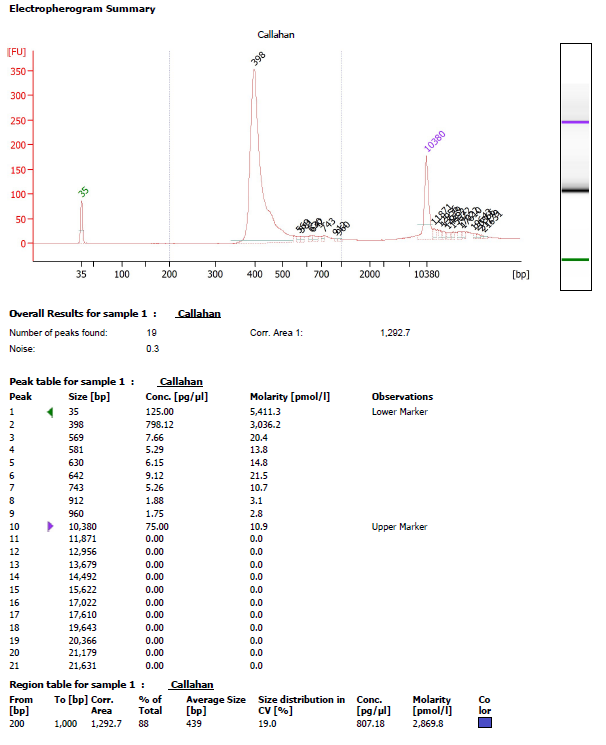 Electropherogram Summary
Callahan
[FU]
398
350
300
250
10380
200
150
35
100
50
0
35 100 200 300 400 500 700 2000 10380 [bp]
Overall Results for sample 1 : Callahan
Number of peaks found: 19 Corr. Area 1: 1,292.7
Noise: 0.3
Peak table for sample 1 : Callahan
Peak Size [bp] Conc. [pg/µl] Molarity [pmol/l] Observations
1 35 125.00 5,411.3 Lower Marker
2 398 798.12 3,036.2
3 569 7.66 20.4
4 581 5.29 13.8
5 630 6.15 14.8
6 642 9.12 21.5
7 743 5.26 10.7
8 912 1.88 3.1
9 960 1.75 2.8
10 10,380 75.00 10.9 Upper Marker
11 11,871 0.00 0.0
12 12,956 0.00 0.0
13 13,679 0.00 0.0
14 14,492 0.00 0.0
15 15,622 0.00 0.0
16 17,022 0.00 0.0
17 17,610 0.00 0.0
18 19,643 0.00 0.0
19 20,366 0.00 0.0
20 21,179 0.00 0.0
21 21,631 0.00 0.0
Region table for sample 1 : Callahan
From [bp] To [bp] Corr. Area % of Total Average Size [bp] Size distribution in CV [%] Conc. [pg/µl] Molarity [pmol/l] Co lor
200 1,000 1,292.7 88 439 19.0 807.18 2,869.8